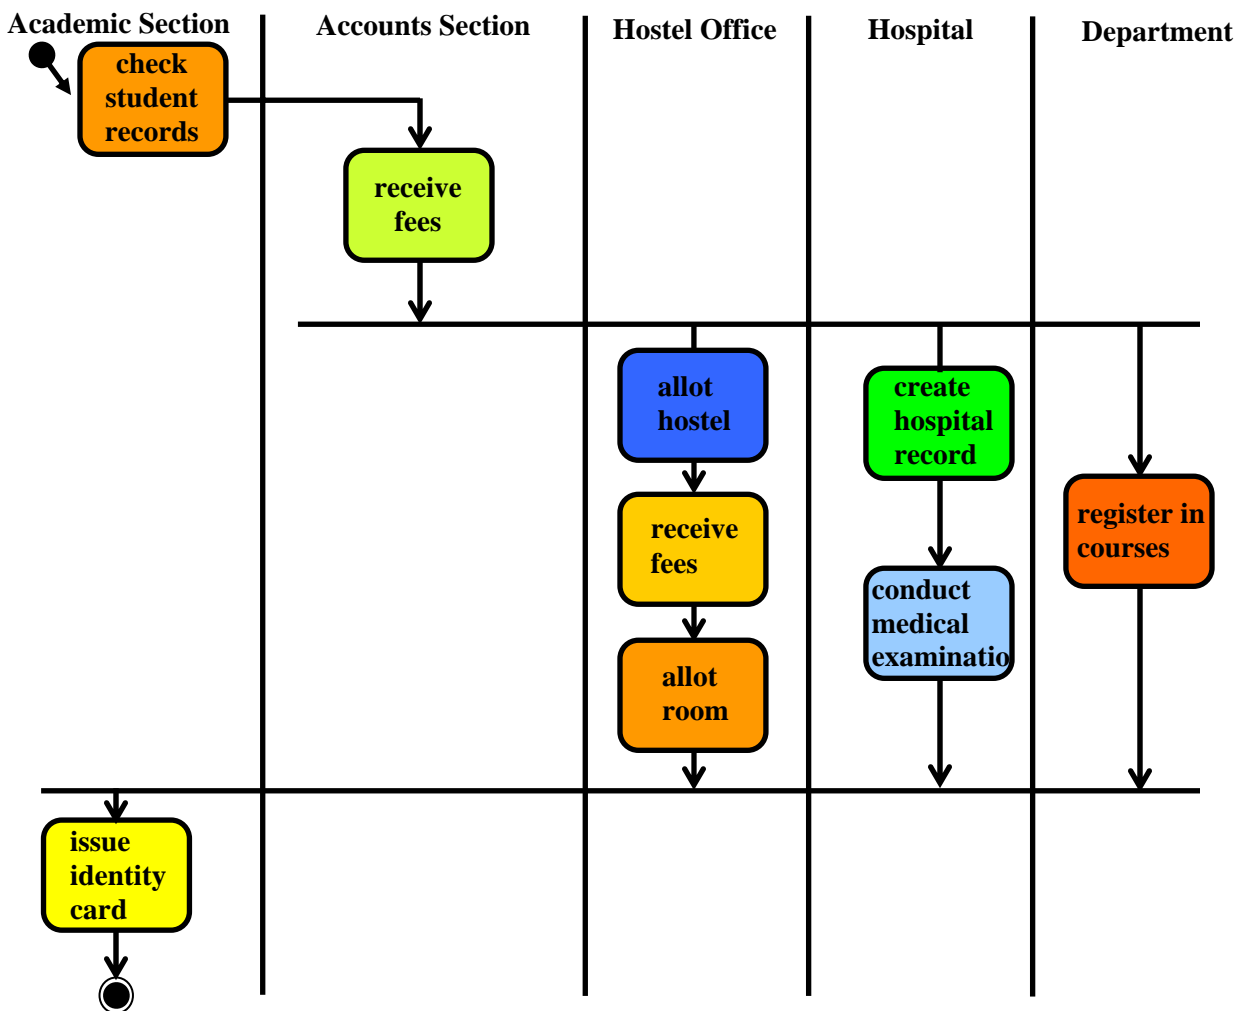 Academic Section
Accounts Section
Hostel Office
Hospital
Department
check
student
records
receive
fees
allot
hostel
receive
fees
allot
room
create
hospital
record
conduct
medical
examinatio
register in
courses
issue
identity
card